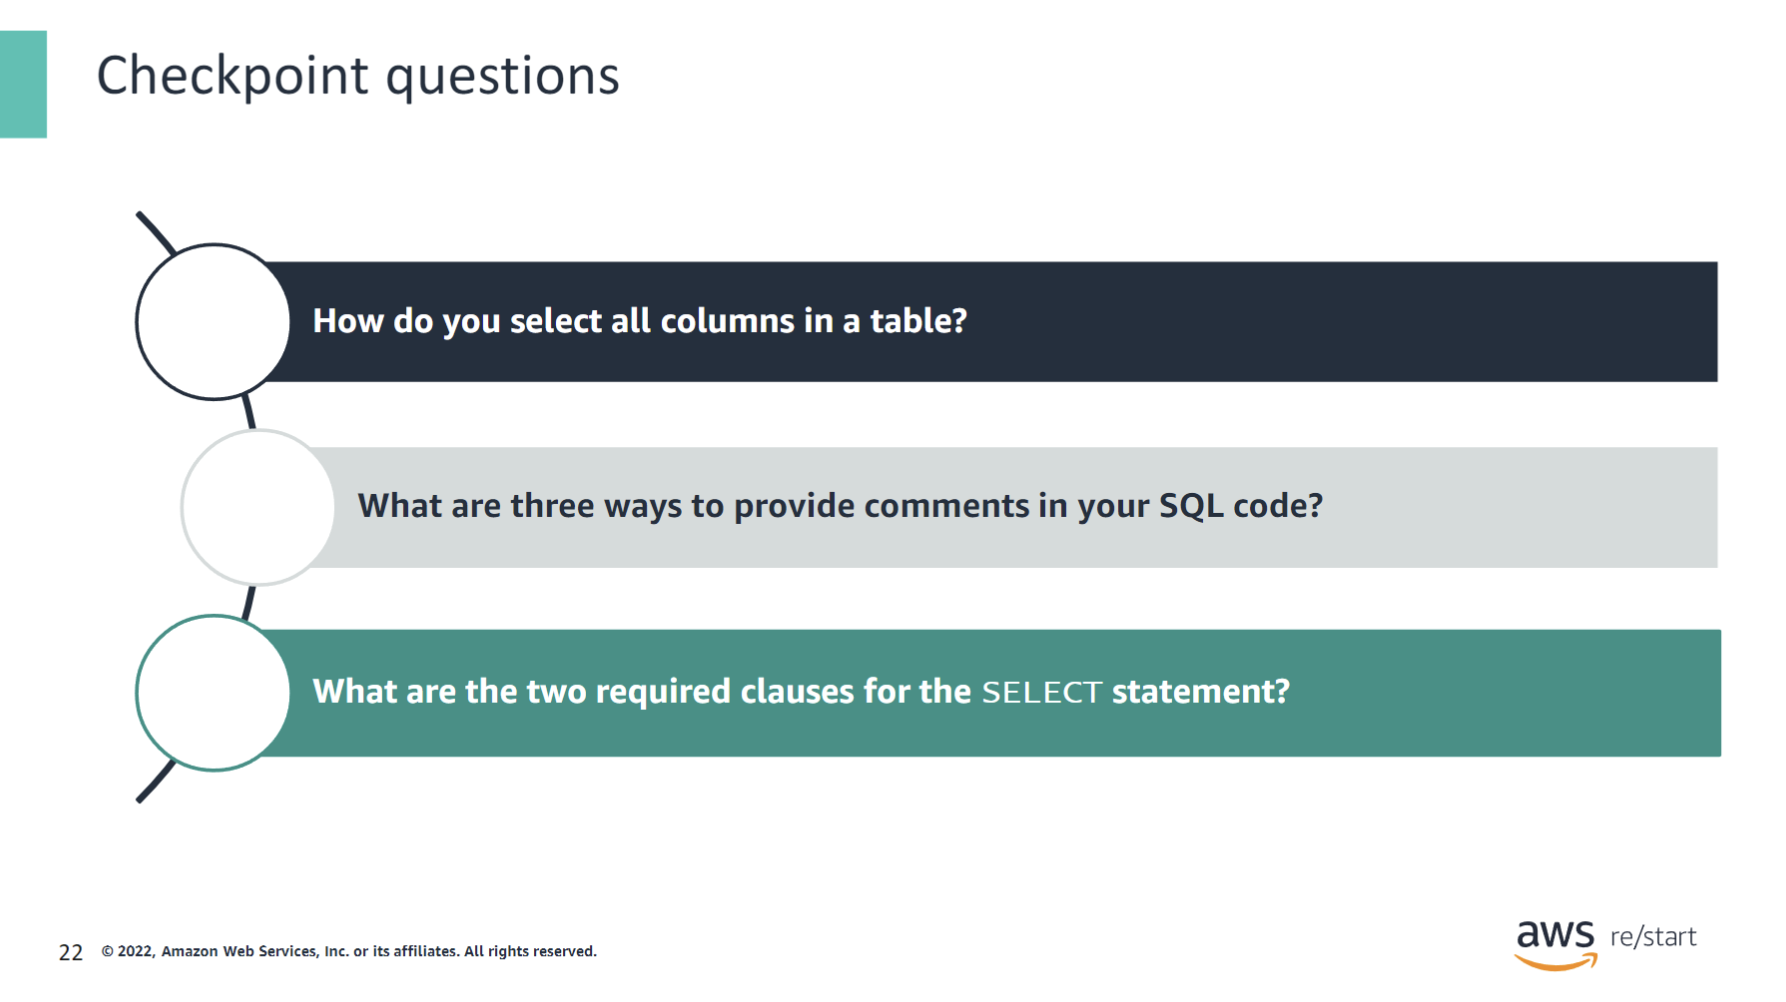 Checkpoint questions
How do you select all columns in a table?
What are three ways to provide comments in your SQL code?
What are the two required clauses for the SELECT statement?
22 © 2022, Amazon Web Services, Inc. or its affiliates. All rights reserved.
aws re/start